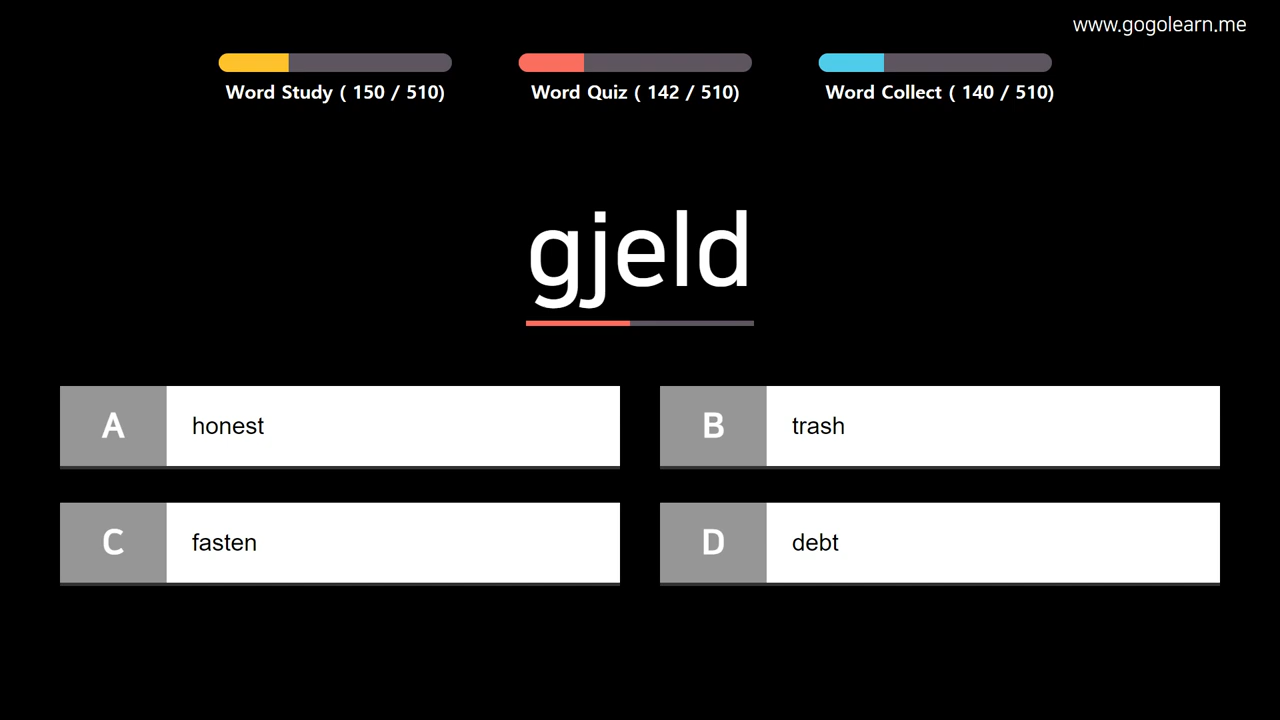 www.gogolearn.me
Word Study ( 150 / 510)
Word Quiz ( 142 / 510)
Word Collect ( 140 / 510)
gjeld
A honest
B trash
C fasten
D debt